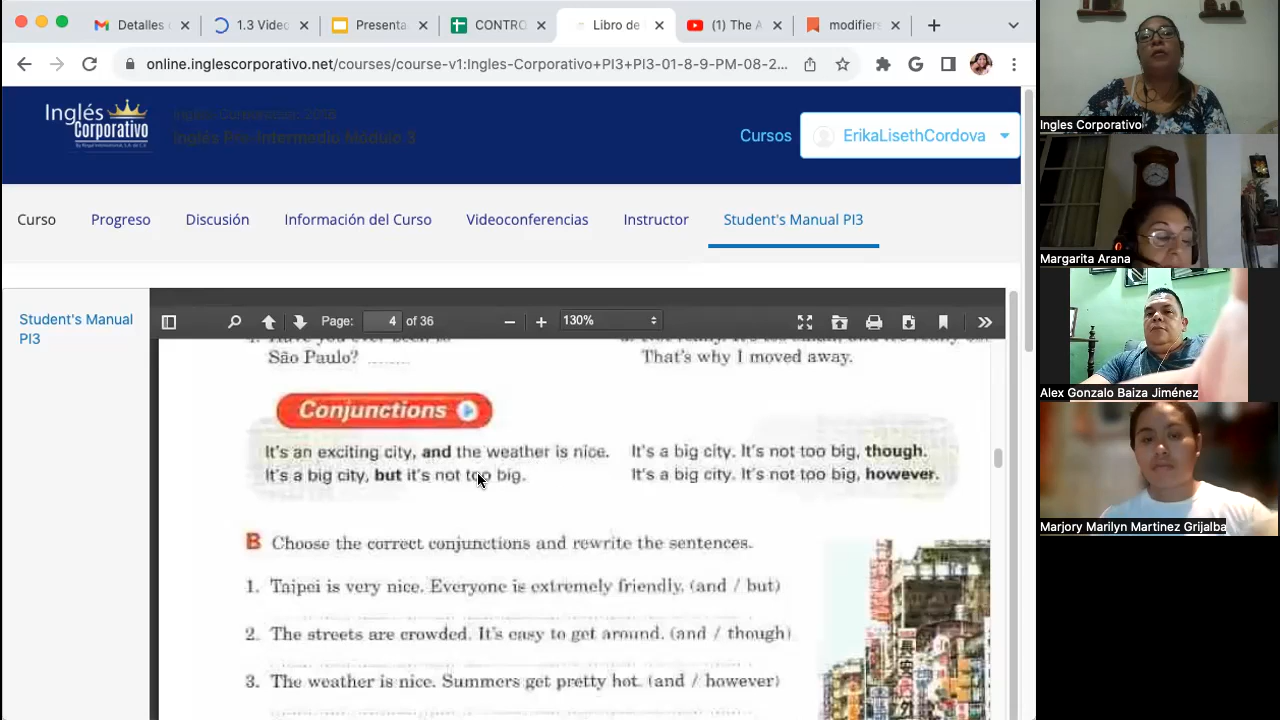 Detalles
1.3 Video
Presenta
CONTRO
Libro de
(1) The A
modifiers
online.inglescorporativo.net/courses/course-v1:Ingles-Corporativo+PI3+PI3-01-8-9-PM-08-2...
Inglés
Corporativo
Inglés Pre-Intermedio Modulo 3
Cursos
ErikaLisethCordova
Curso
Progreso
Discusión
Información del Curso
Videoconferencias
Instructor
Student's Manual PI3
Student's Manual
PI3
Page: 4 of 36
130%
São Paulo?
That's why I moved away.
Conjunctions
It's an exciting city, and the weather is nice.
It's a big city, but it's not too big.
It's a big city. It's not too big, though.
It's a big city. It's not too big, however.
B Choose the correct conjunctions and rewrite the sentences.
1. Taipei is very nice. Everyone is extremely friendly. (and / but)
2. The streets are crowded. It's easy to get around. (and / though)
3. The weather is nice. Summers get pretty hot. (and / however)
Ingles Corporativo
Margarita Arana
Alex Gonzalo Baiza Jiménez
Marjory Marilyn Martinez Grijalba